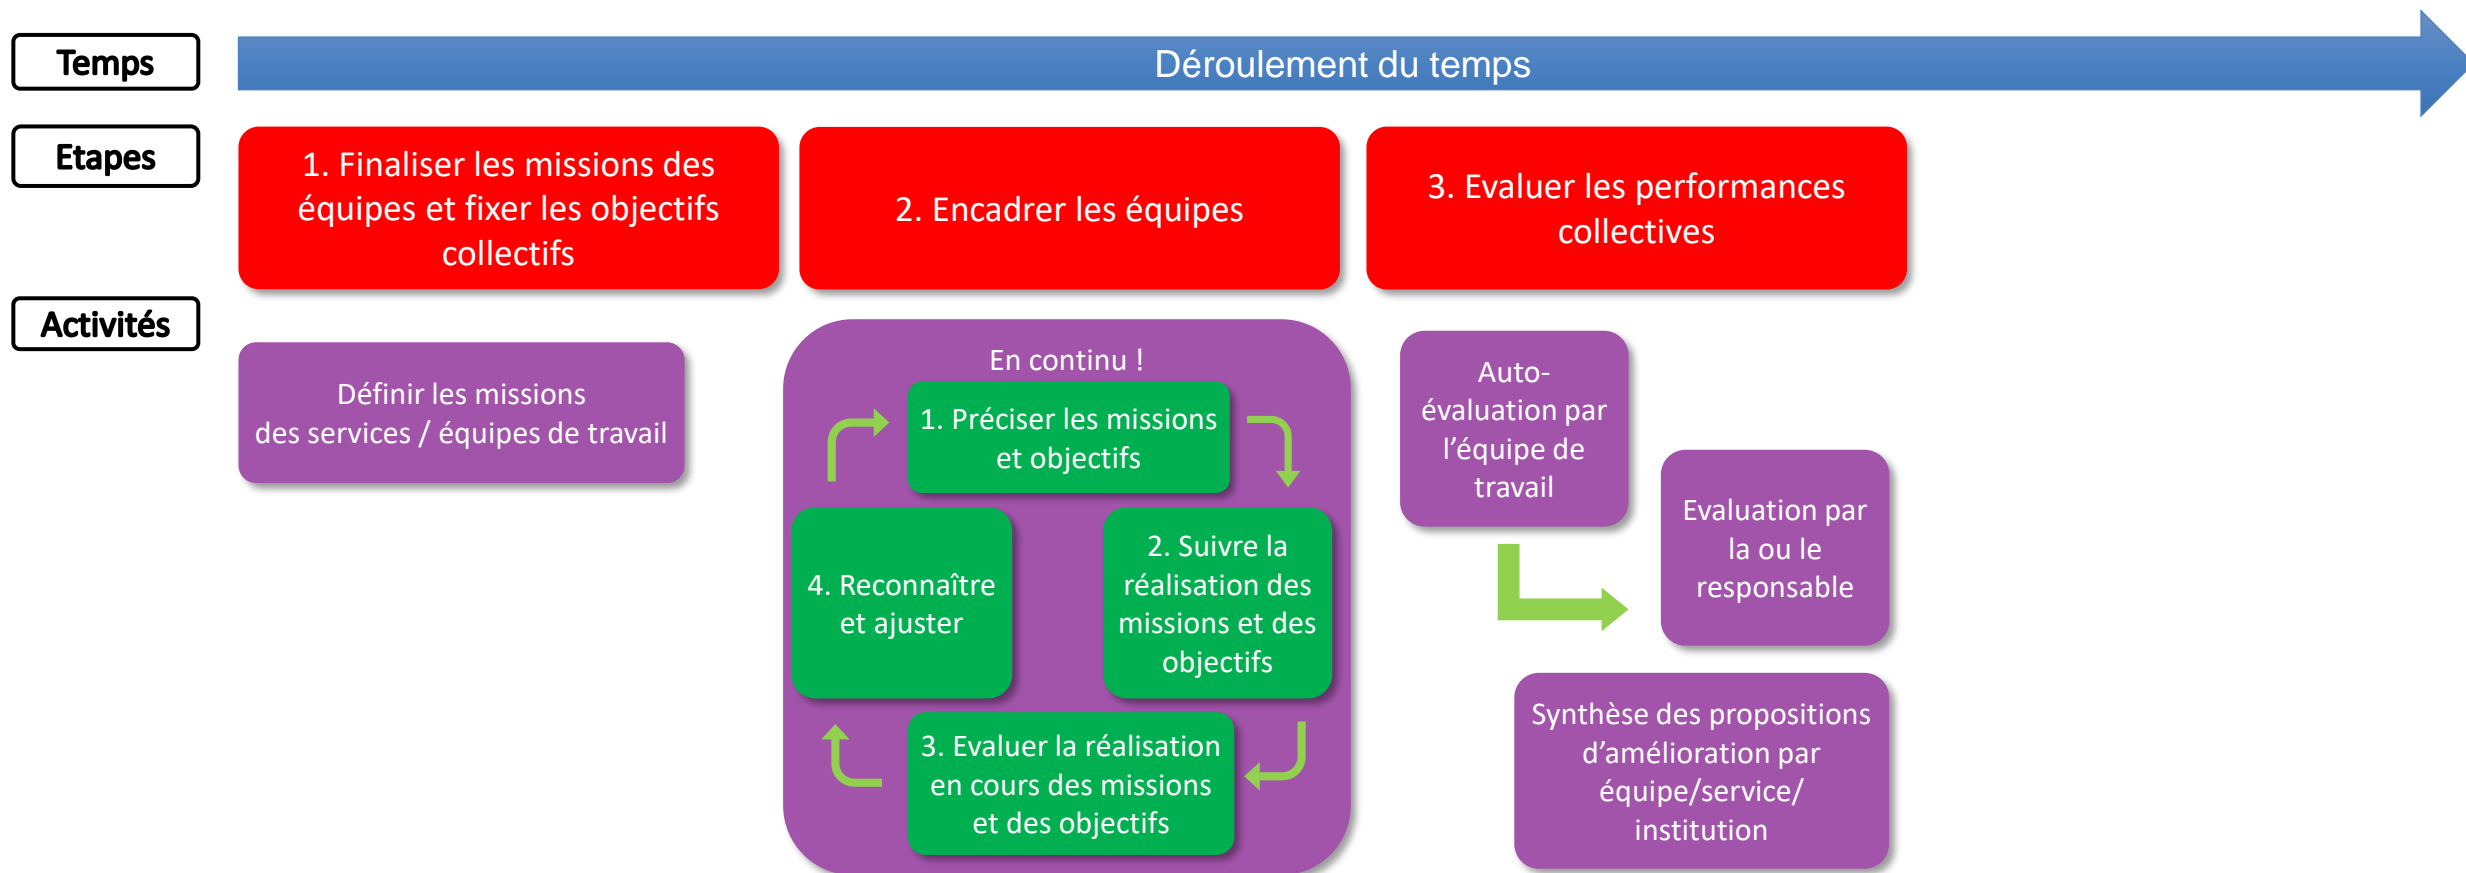 Temps
Déroulement du temps
Etapes
1. Finaliser les missions des
équipes et fixer les objectifs
collectifs
2. Encadrer les équipes
3. Evaluer les performances
collectives
Activités
Définir les missions
des services / équipes de travail
En continu !
1. Préciser les missions
et objectifs
2. Suivre la
réalisation des
missions et des
objectifs
3. Evaluer la réalisation
en cours des missions
et des objectifs
4. Reconnaître
et ajuster
Auto-
évaluation par
l’équipe de
travail
Evaluation par
la ou le
responsable
Synthèse des propositions
d’amélioration par
équipe/service/
institution